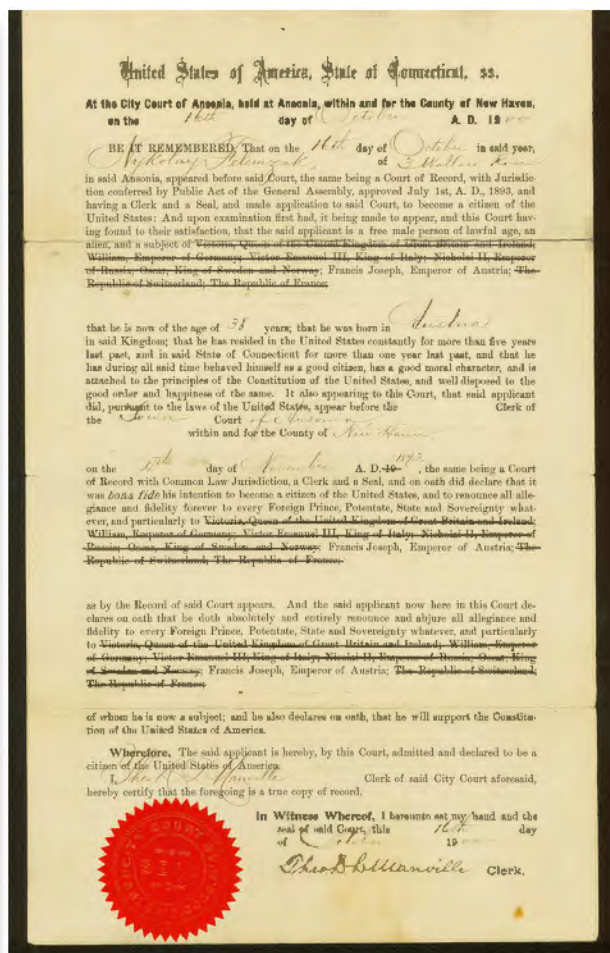 United States of America, State of Connecticut, ss.
At the City Court of Ansonia, held at Ansonia, within and for the County of New Haven,
on the 16th day of October A. D. 1900
BE IT REMEMBERED, That on the 16th day of October in said year,
Nykolay of 3 Wallace
in said Ansonia, appeared before said Court, the same being a Court of Record, with Jurisdic-
tion conferred by Public Act of the General Assembly, approved July 1st, A. D., 1893, and
having a Clerk and a Seal, and made application to said Court, to become a citizen of the
United States: And upon examination first had, it being made to appear, and this Court hav-
ing found to their satisfaction, that the said applicant is a free male person of lawful age, an
alien, and a subject of Victoria, Queen of the United Kingdom of Great Britain and Ireland;
William, Emperor of Germany; Victor Emanuel III, King of Italy; Nicholai II, Emperor
of Russia; Oscar, King of Sweden and Norway; Francis Joseph, Emperor of Austria; The
Republic of Switzerland; The Republic of France;
that he is now of the age of 38 years; that he was born in Austria
in said Kingdom; that he has resided in the United States constantly for more than five years
last past, and in said State of Connecticut for more than one year last past, and that he
has during all said time behaved himself as a good citizen, has a good moral character, and is
attached to the principles of the Constitution of the United States, and well disposed to the
good order and happiness of the same. It also appearing to this Court, that said applicant
did, pursuant to the laws of the United States, appear before the Clerk of
the Town Court of Ansonia
within and for the County of New Haven
on the day of November A. D. 19 1893, the same being a Court
of Record with Common Law Jurisdiction, a Clerk and a Seal, and on oath did declare that it
was bona fide his intention to become a citizen of the United States, and to renounce all alle-
giance and fidelity forever to every Foreign Prince, Potentate, State and Sovereignty what-
ever, and particularly to Victoria, Queen of the United Kingdom of Great Britain and Ireland;
William, Emperor of Germany; Victor Emanuel III, King of Italy; Nicholai II, Emperor of
Russia; Oscar, King of Sweden and Norway; Francis Joseph, Emperor of Austria; The
Republic of Switzerland; The Republic of France;
as by the Record of said Court appears. And the said applicant now here in this Court de-
clares on oath that he doth absolutely and entirely renounce and abjure all allegiance and
fidelity to every Foreign Prince, Potentate, State and Sovereignty whatever, and particularly
to Victoria, Queen of the United Kingdom of Great Britain and Ireland; William, Emperor
of Germany; Victor Emanuel III, King of Italy; Nicolai II, Emperor of Russia; Oscar, King
of Sweden and Norway; Francis Joseph, Emperor of Austria; The Republic of Switzerland;
The Republic of France;
of whom he is now a subject; and he also declares on oath, that he will support the Constitu-
tion of the United States of America.
Wherefore, The said applicant is hereby, by this Court, admitted and declared to be a
citizen of the United States of America.
I, Manville Clerk of said City Court aforesaid,
hereby certify that the foregoing is a true copy of record.
In Witness Whereof, I hereunto set my hand and the
seal of said Court, this 16th day
of October 1900
Manville Clerk.